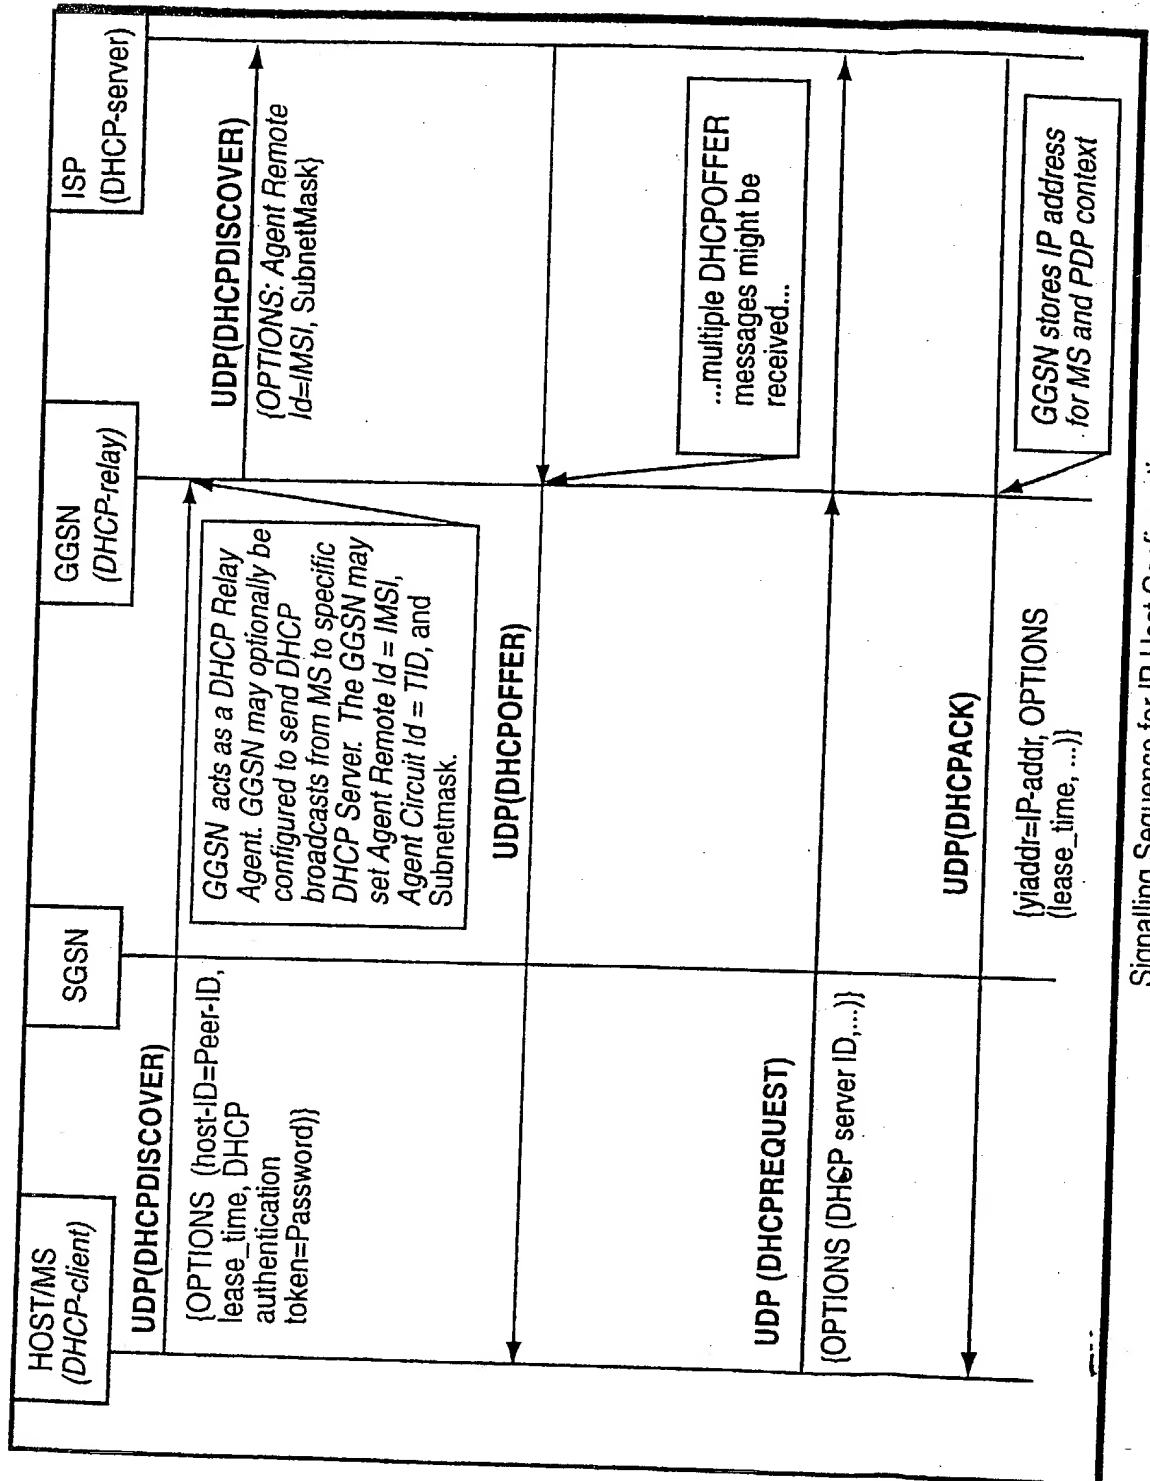 HOST/MS
(DHCP-client)
SGSN
GGSN
(DHCP-relay)
ISP
(DHCP-server)
UDP(DHCPDISCOVER)
{OPTIONS (host-ID=Peer-ID,
lease_time, DHCP
authentication
token=Password)}
GGSN acts as a DHCP Relay
Agent. GGSN may optionally be
configured to send DHCP
broadcasts from MS to specific
DHCP Server. The GGSN may
set Agent Remote Id = IMSI,
Agent Circuit Id = TID, and
Subnetmask.
UDP(DHCPDISCOVER)
{OPTIONS: Agent Remote
Id=IMSI, SubnetMask}
UDP(DHCPOFFER)
...multiple DHCPOFFER
messages might be
received...
UDP (DHCPREQUEST)
{OPTIONS (DHCP server ID,...)}
UDP(DHCPACK)
{yiaddr=IP-addr, OPTIONS
(lease_time, ...)}
GGSN stores IP address
for MS and PDP context
Signalling Sequence for IP Host